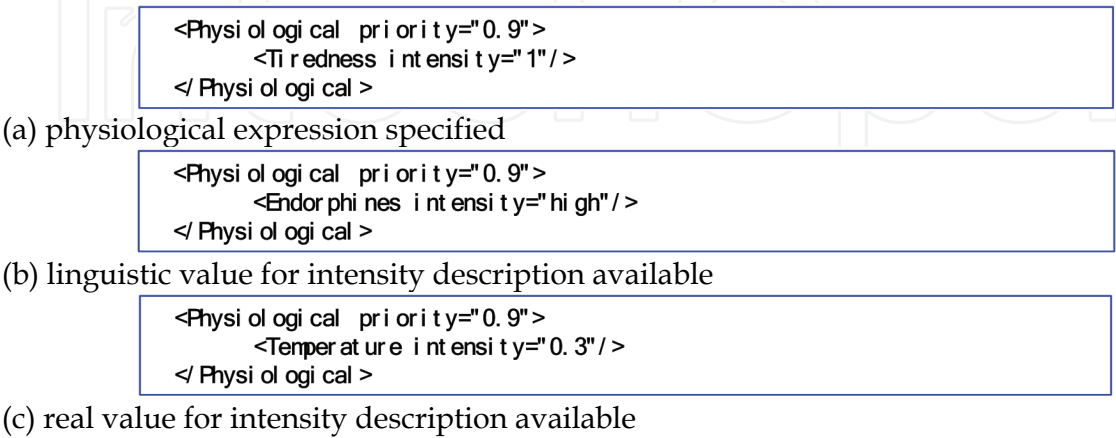 <Physiological priority="0.9">
<Tiredness intensity="1"/>
</Physiological>
(a) physiological expression specified
<Physiological priority="0.9">
<Endorphines intensity="high"/>
</Physiological>
(b) linguistic value for intensity description available
<Physiological priority="0.9">
<Temperature intensity="0.3"/>
</Physiological>
(c) real value for intensity description available